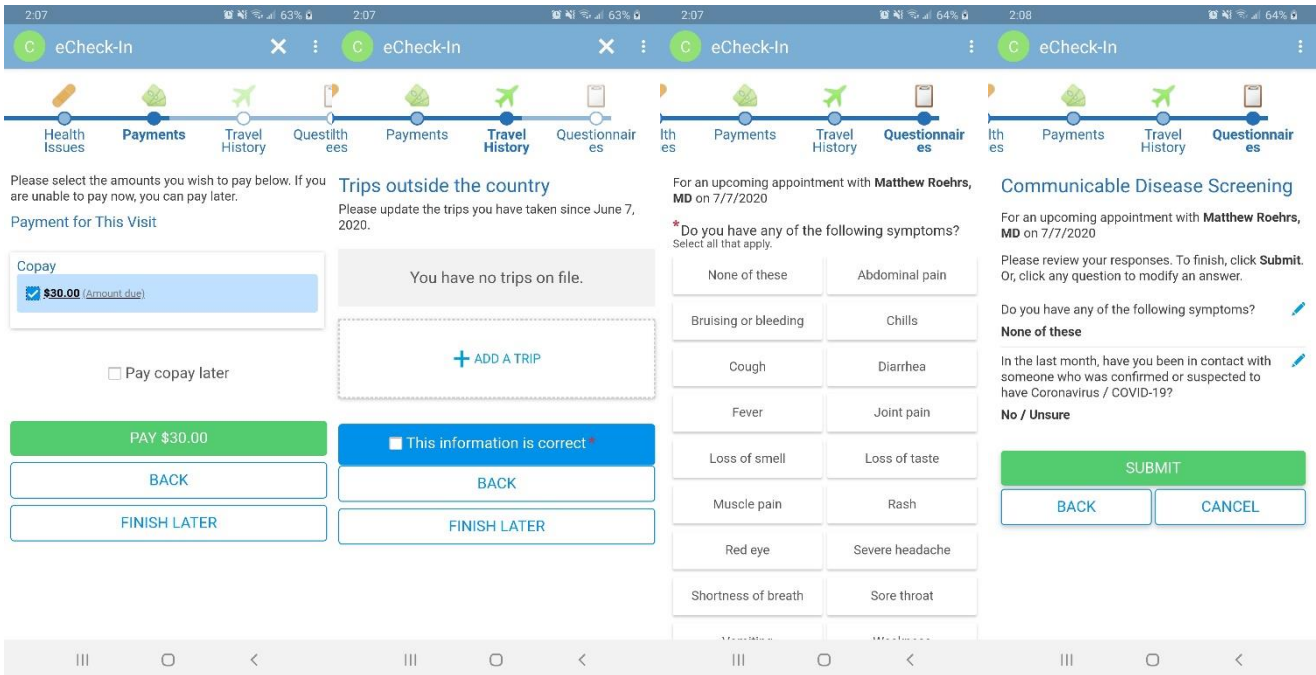 2:07
63%
C
eCheck-In
Health
Issues
Payments
Travel
History
Questi
Please select the amounts you wish to pay below. If you
are unable to pay now, you can pay later.
Payment for This Visit
Copay
$30.00 (Amount due)
Pay copay later
PAY $30.00
BACK
FINISH LATER
2:07
63%
C
eCheck-In
lth
ees
Payments
Travel
History
Questionnair
es
Trips outside the country
Please update the trips you have taken since June 7,
2020.
You have no trips on file.
+ ADD A TRIP
This information is correct*
BACK
FINISH LATER
2:07
64%
C
eCheck-In
lth
es
Payments
Travel
History
Questionnair
es
For an upcoming appointment with Matthew Roehrs,
MD on 7/7/2020
*Do you have any of the following symptoms?
Select all that apply.
None of these
Abdominal pain
Bruising or bleeding
Chills
Cough
Diarrhea
Fever
Joint pain
Loss of smell
Loss of taste
Muscle pain
Rash
Red eye
Severe headache
Shortness of breath
Sore throat
Vomiting
Weakness
2:08
64%
C
eCheck-In
lth
es
Payments
Travel
History
Questionnair
es
Communicable Disease Screening
For an upcoming appointment with Matthew Roehrs,
MD on 7/7/2020
Please review your responses. To finish, click Submit.
Or, click any question to modify an answer.
Do you have any of the following symptoms?
None of these
In the last month, have you been in contact with
someone who was confirmed or suspected to
have Coronavirus / COVID-19?
No / Unsure
SUBMIT
BACK
CANCEL